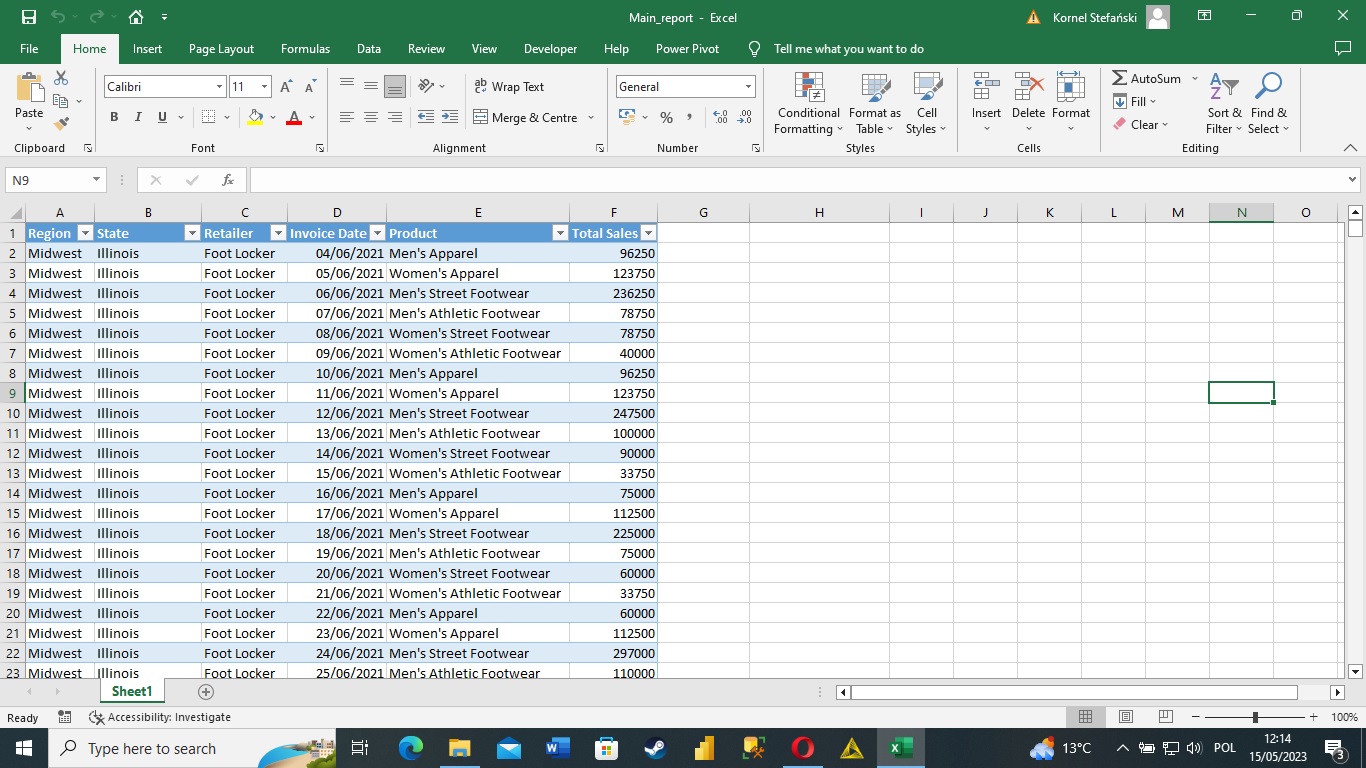 Main_report - Excel
Kornel Stefański
File Home Insert Page Layout Formulas Data Review View Developer Help Power Pivot Tell me what you want to do
Paste
Clipboard
Calibri 11
B I U A
Font
ab Wrap Text
Merge & Centre
Alignment
General
% , .00
Number
Conditional Formatting
Format as Table
Cell Styles
Styles
Insert Delete Format
Cells
AutoSum
Fill
Clear
Sort & Filter
Find & Select
Editing
N9 fx
A B C D E F G H I J K L M N O
1 Region State Retailer Invoice Date Product Total Sales
2 Midwest Illinois Foot Locker 04/06/2021 Men's Apparel 96250
3 Midwest Illinois Foot Locker 05/06/2021 Women's Apparel 123750
4 Midwest Illinois Foot Locker 06/06/2021 Men's Street Footwear 236250
5 Midwest Illinois Foot Locker 07/06/2021 Men's Athletic Footwear 78750
6 Midwest Illinois Foot Locker 08/06/2021 Women's Street Footwear 78750
7 Midwest Illinois Foot Locker 09/06/2021 Women's Athletic Footwear 40000
8 Midwest Illinois Foot Locker 10/06/2021 Men's Apparel 96250
9 Midwest Illinois Foot Locker 11/06/2021 Women's Apparel 123750
10 Midwest Illinois Foot Locker 12/06/2021 Men's Street Footwear 247500
11 Midwest Illinois Foot Locker 13/06/2021 Men's Athletic Footwear 100000
12 Midwest Illinois Foot Locker 14/06/2021 Women's Street Footwear 90000
13 Midwest Illinois Foot Locker 15/06/2021 Women's Athletic Footwear 33750
14 Midwest Illinois Foot Locker 16/06/2021 Men's Apparel 75000
15 Midwest Illinois Foot Locker 17/06/2021 Women's Apparel 112500
16 Midwest Illinois Foot Locker 18/06/2021 Men's Street Footwear 225000
17 Midwest Illinois Foot Locker 19/06/2021 Men's Athletic Footwear 75000
18 Midwest Illinois Foot Locker 20/06/2021 Women's Street Footwear 60000
19 Midwest Illinois Foot Locker 21/06/2021 Women's Athletic Footwear 33750
20 Midwest Illinois Foot Locker 22/06/2021 Men's Apparel 60000
21 Midwest Illinois Foot Locker 23/06/2021 Women's Apparel 112500
22 Midwest Illinois Foot Locker 24/06/2021 Men's Street Footwear 297000
23 Midwest Illinois Foot Locker 25/06/2021 Men's Athletic Footwear 110000
Sheet1
Ready Accessibility: Investigate 100%
Type here to search
13°C
POL
12:14
15/05/2023
3